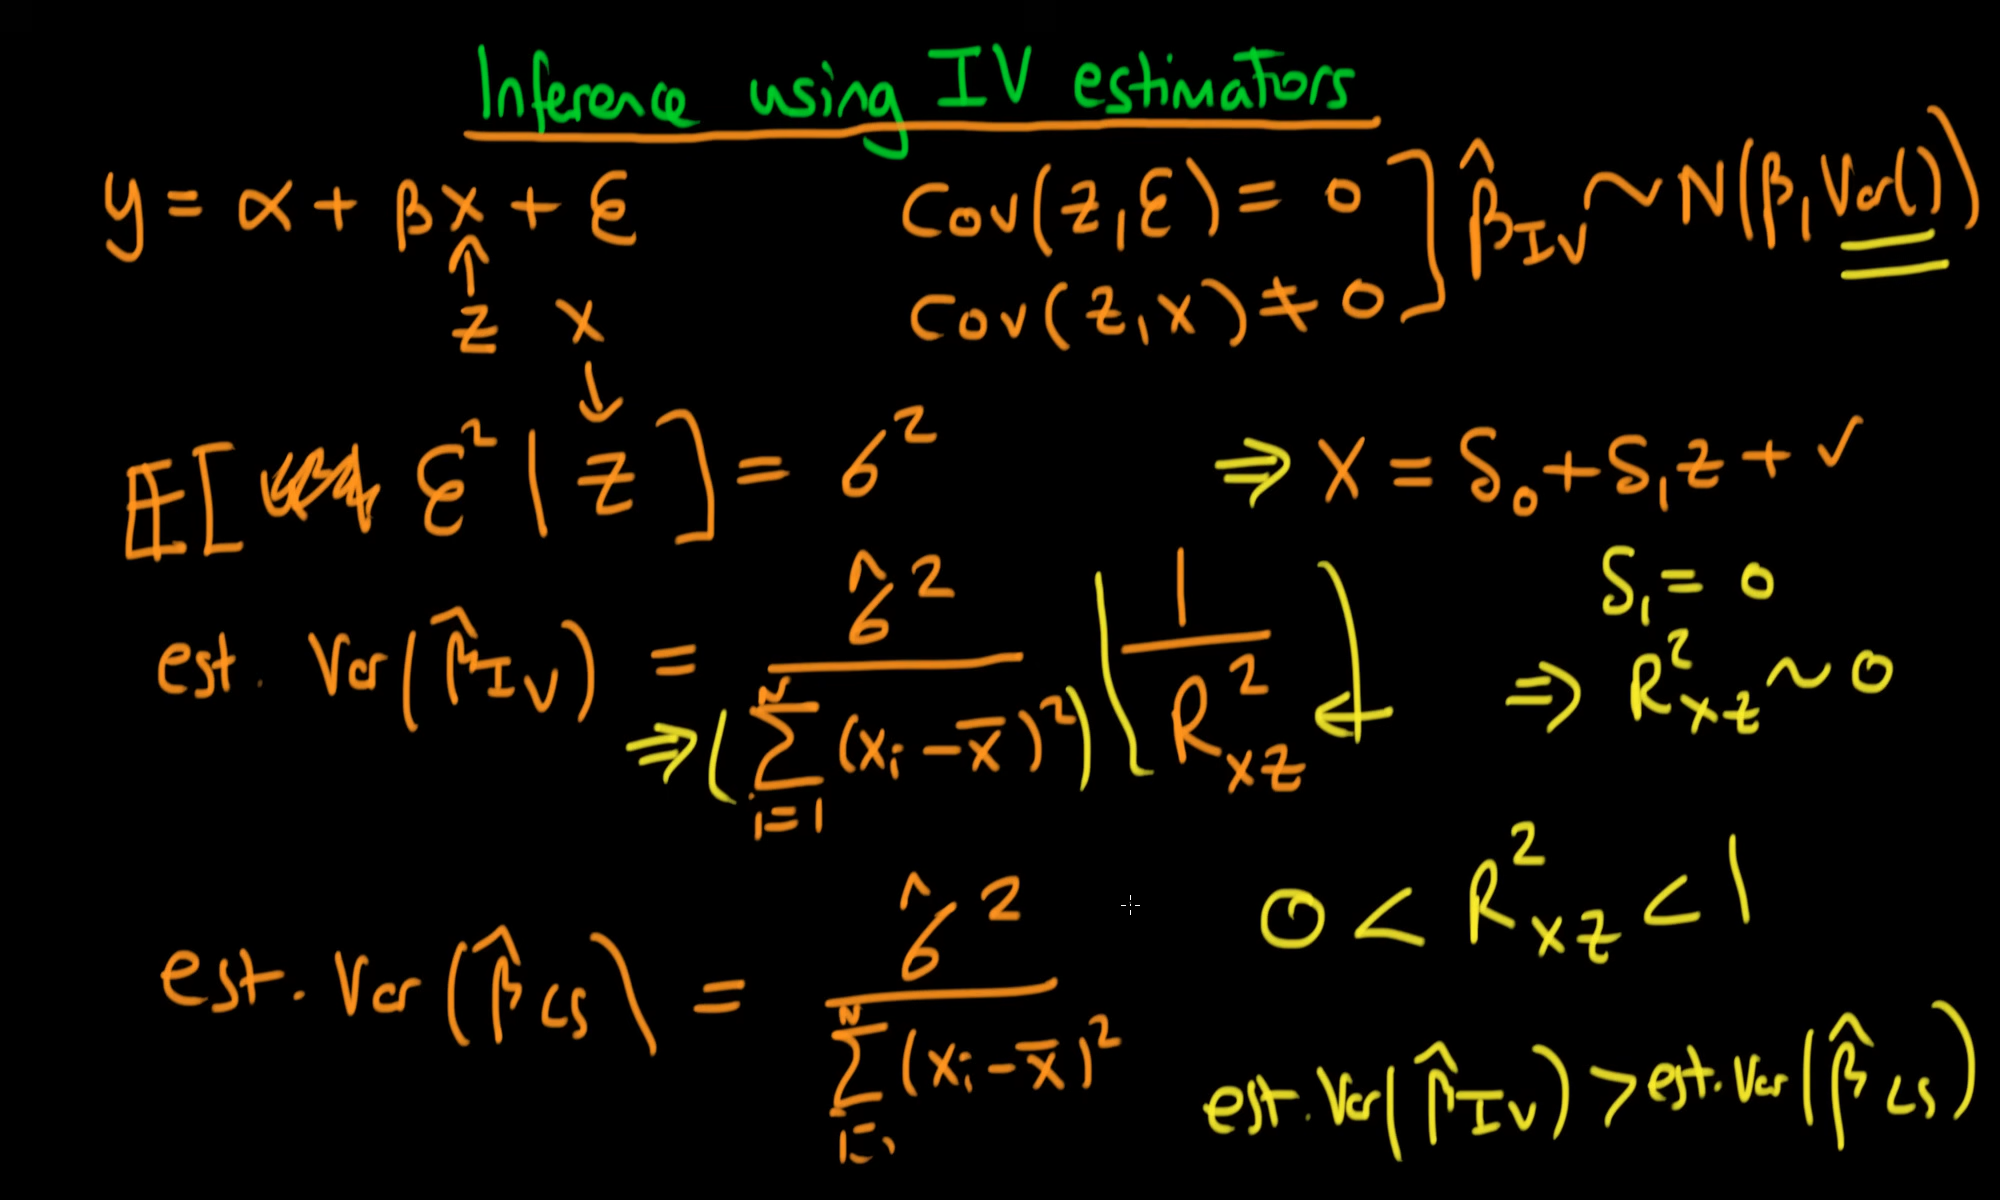 Inference using IV estimators
y = α + βx + ε
Cov(z, ε) = 0
Cov(z, x) ≠ 0
β̂IV ~ N(β, Var())
z x
E[ε² | z] = σ²
⇒ x = δ₀ + δ₁z + v
δ₁ = 0
⇒ R²xz ~ 0
est. Var(β̂IV) = σ̂² / (∑ᵢ₌₁ᴺ (xᵢ - x̄)²) (1 / R²xz)
0 < R²xz < 1
est. Var(β̂LS) = σ̂² / ∑ᵢ₌ᴺ (xᵢ - x̄)²
est. Var(β̂IV) > est. Var(β̂LS)